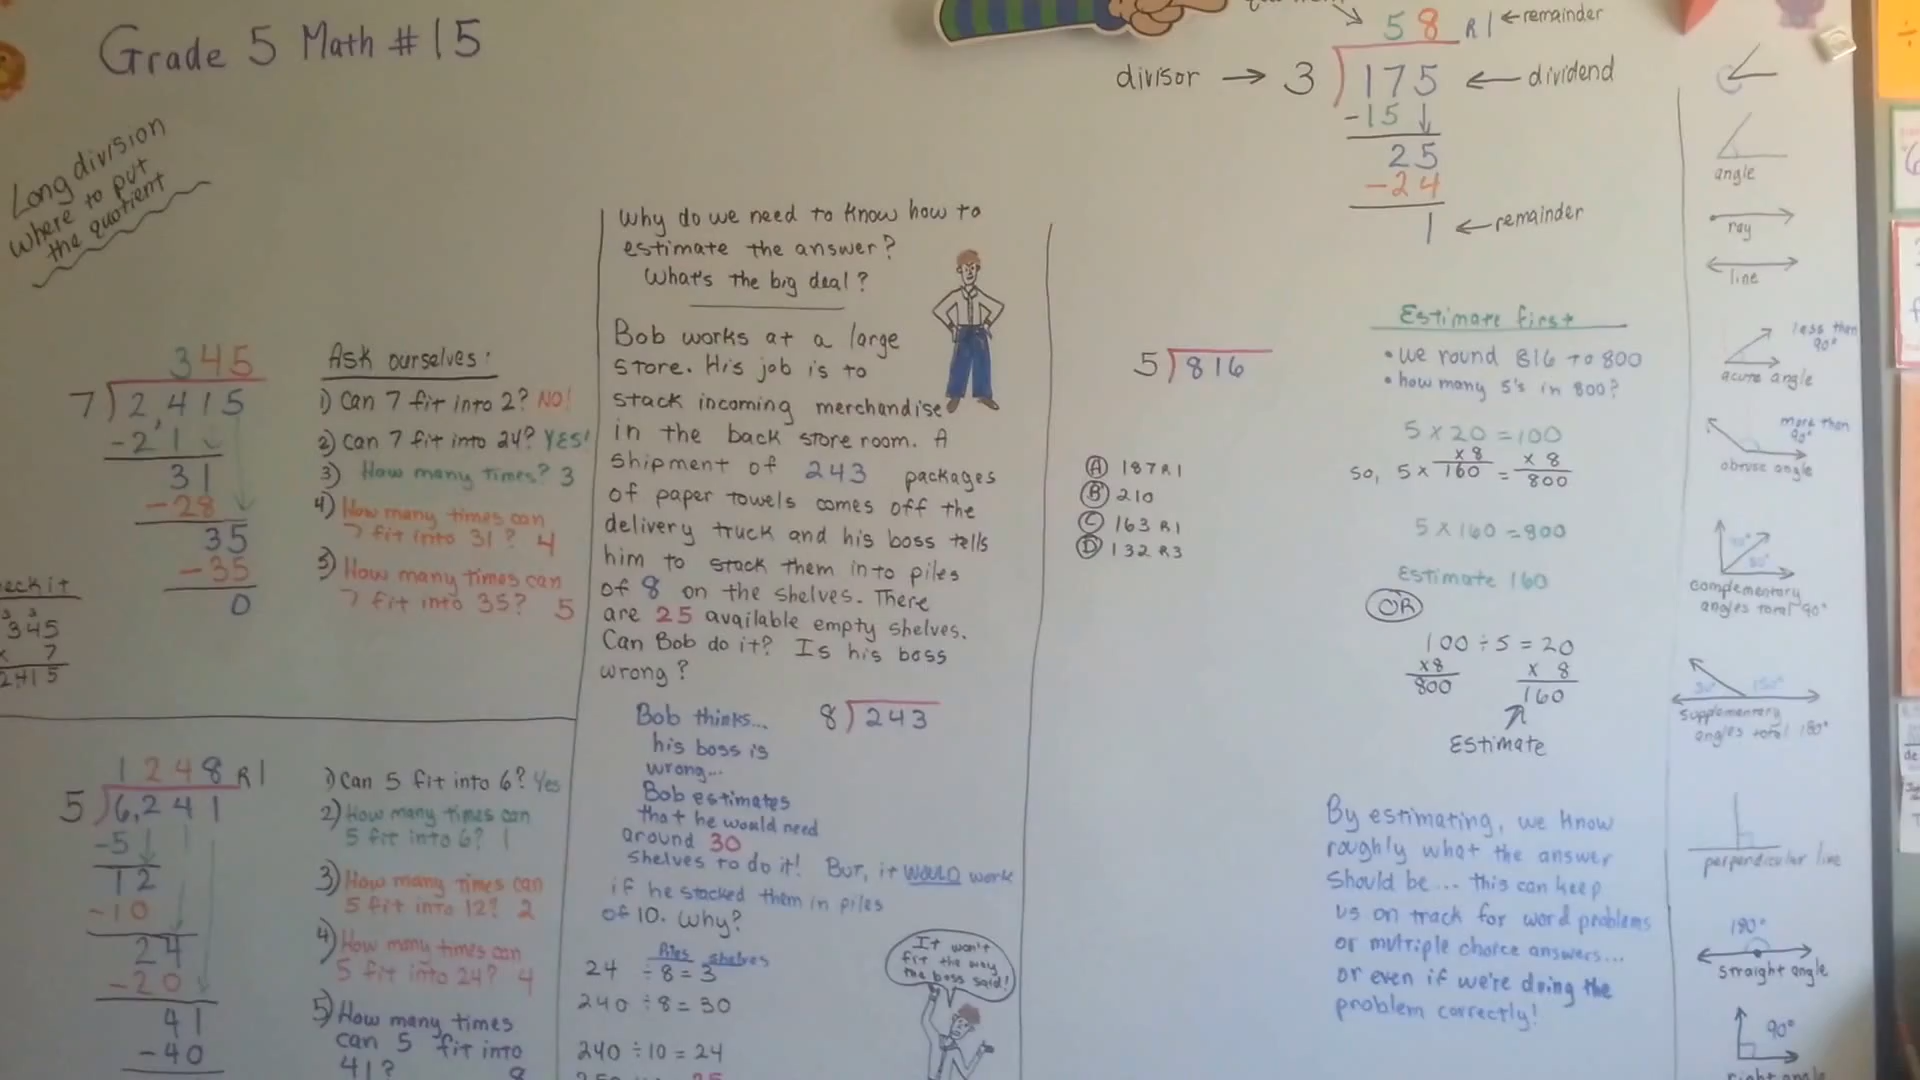 Grade 5 Math #15
Long division
where to put
the quotient
345
7)2,415
-21
31
-28
35
-35
0
Ask ourselves:
1) Can 7 fit into 2? NO!
2) Can 7 fit into 24? YES!
3) How many times? 3
4) How many times can
7 fit into 31? 4
5) How many times can
7 fit into 35? 5
345
x 7
2415
1248 R1
5)6,241
-51
12
-10
24
-20
41
-40
1) Can 5 fit into 6? Yes
2) How many times can
5 fit into 6? 1
3) How many times can
5 fit into 12? 2
4) How many times can
5 fit into 24? 4
5) How many times
can 5 fit into
41? 8
Why do we need to know how to
estimate the answer?
What's the big deal?
Bob works at a large
store. His job is to
stack incoming merchandise
in the back store room. A
shipment of 243 packages
of paper towels comes off the
delivery truck and his boss tells
him to stack them into piles
of 8 on the shelves. There
are 25 available empty shelves.
Can Bob do it? Is his boss
wrong?
Bob thinks...
his boss is
wrong...
8)243
Bob estimates
that he would need
around 30
shelves to do it! But, it would work
if he stacked them in piles
of 10. Why?
Piles shelves
24 ÷8 = 3
240 ÷8 = 30
240 ÷10 = 24
It won't
fit the way
the boss said!
58 R1 ← remainder
divisor → 3)175 ← dividend
-15
25
-24
1 ← remainder
5)816
A 187 R1
B 210
C 163 R1
D 132 R3
Estimate first
• we round 816 to 800
• how many 5's in 800?
5 x 20 = 100
x 8 x 8
so, 5 x 160 = 800
5 x 160 = 800
Estimate 160
OR
100 ÷ 5 = 20
x8 x 8
800 160
Estimate
By estimating, we know
roughly what the answer
should be... this can keep
us on track for word problems
or multiple choice answers...
or even if we're doing the
problem correctly!
angle
ray
line
less than
90°
acute angle
more than
90°
obtuse angle
complementary
angles total 90°
supplementary
angles total 180°
perpendicular line
180°
straight angle
90°
right angle